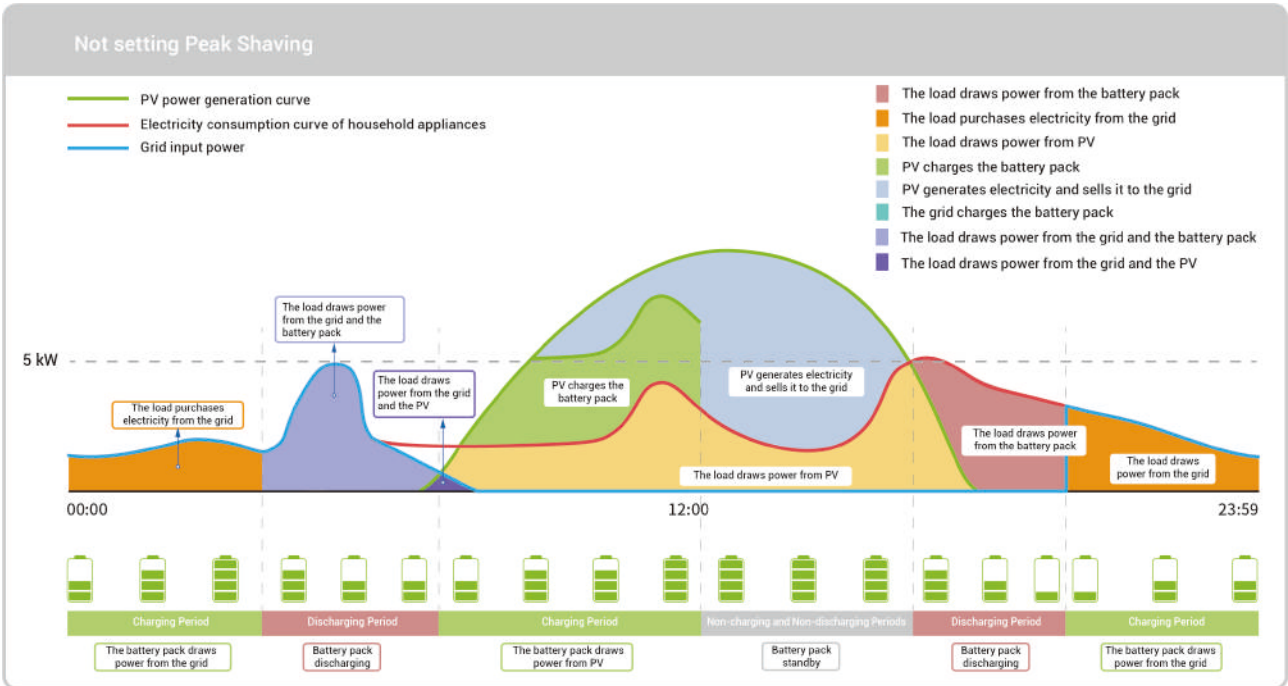 Not setting Peak Shaving
PV power generation curve
Electricity consumption curve of household appliances
Grid input power
The load draws power from the battery pack
The load purchases electricity from the grid
The load draws power from PV
PV charges the battery pack
PV generates electricity and sells it to the grid
The grid charges the battery pack
The load draws power from the grid and the battery pack
The load draws power from the grid and the PV
The load draws power
from the grid and the
battery pack
5 kW
The load draws
power from the grid
and the PV
PV charges the
battery pack
PV generates electricity
and sells it to the grid
The load purchases
electricity from the grid
The load draws power
from the battery pack
The load draws power from PV
The load draws
power from the grid
00:00
12:00
23:59
Charging Period
Discharging Period
Charging Period
Non-charging and Non-discharging Periods
Discharging Period
Charging Period
The battery pack draws
power from the grid
Battery pack
discharging
The battery pack draws
power from PV
Battery pack
standby
Battery pack
discharging
The battery pack draws
power from the grid